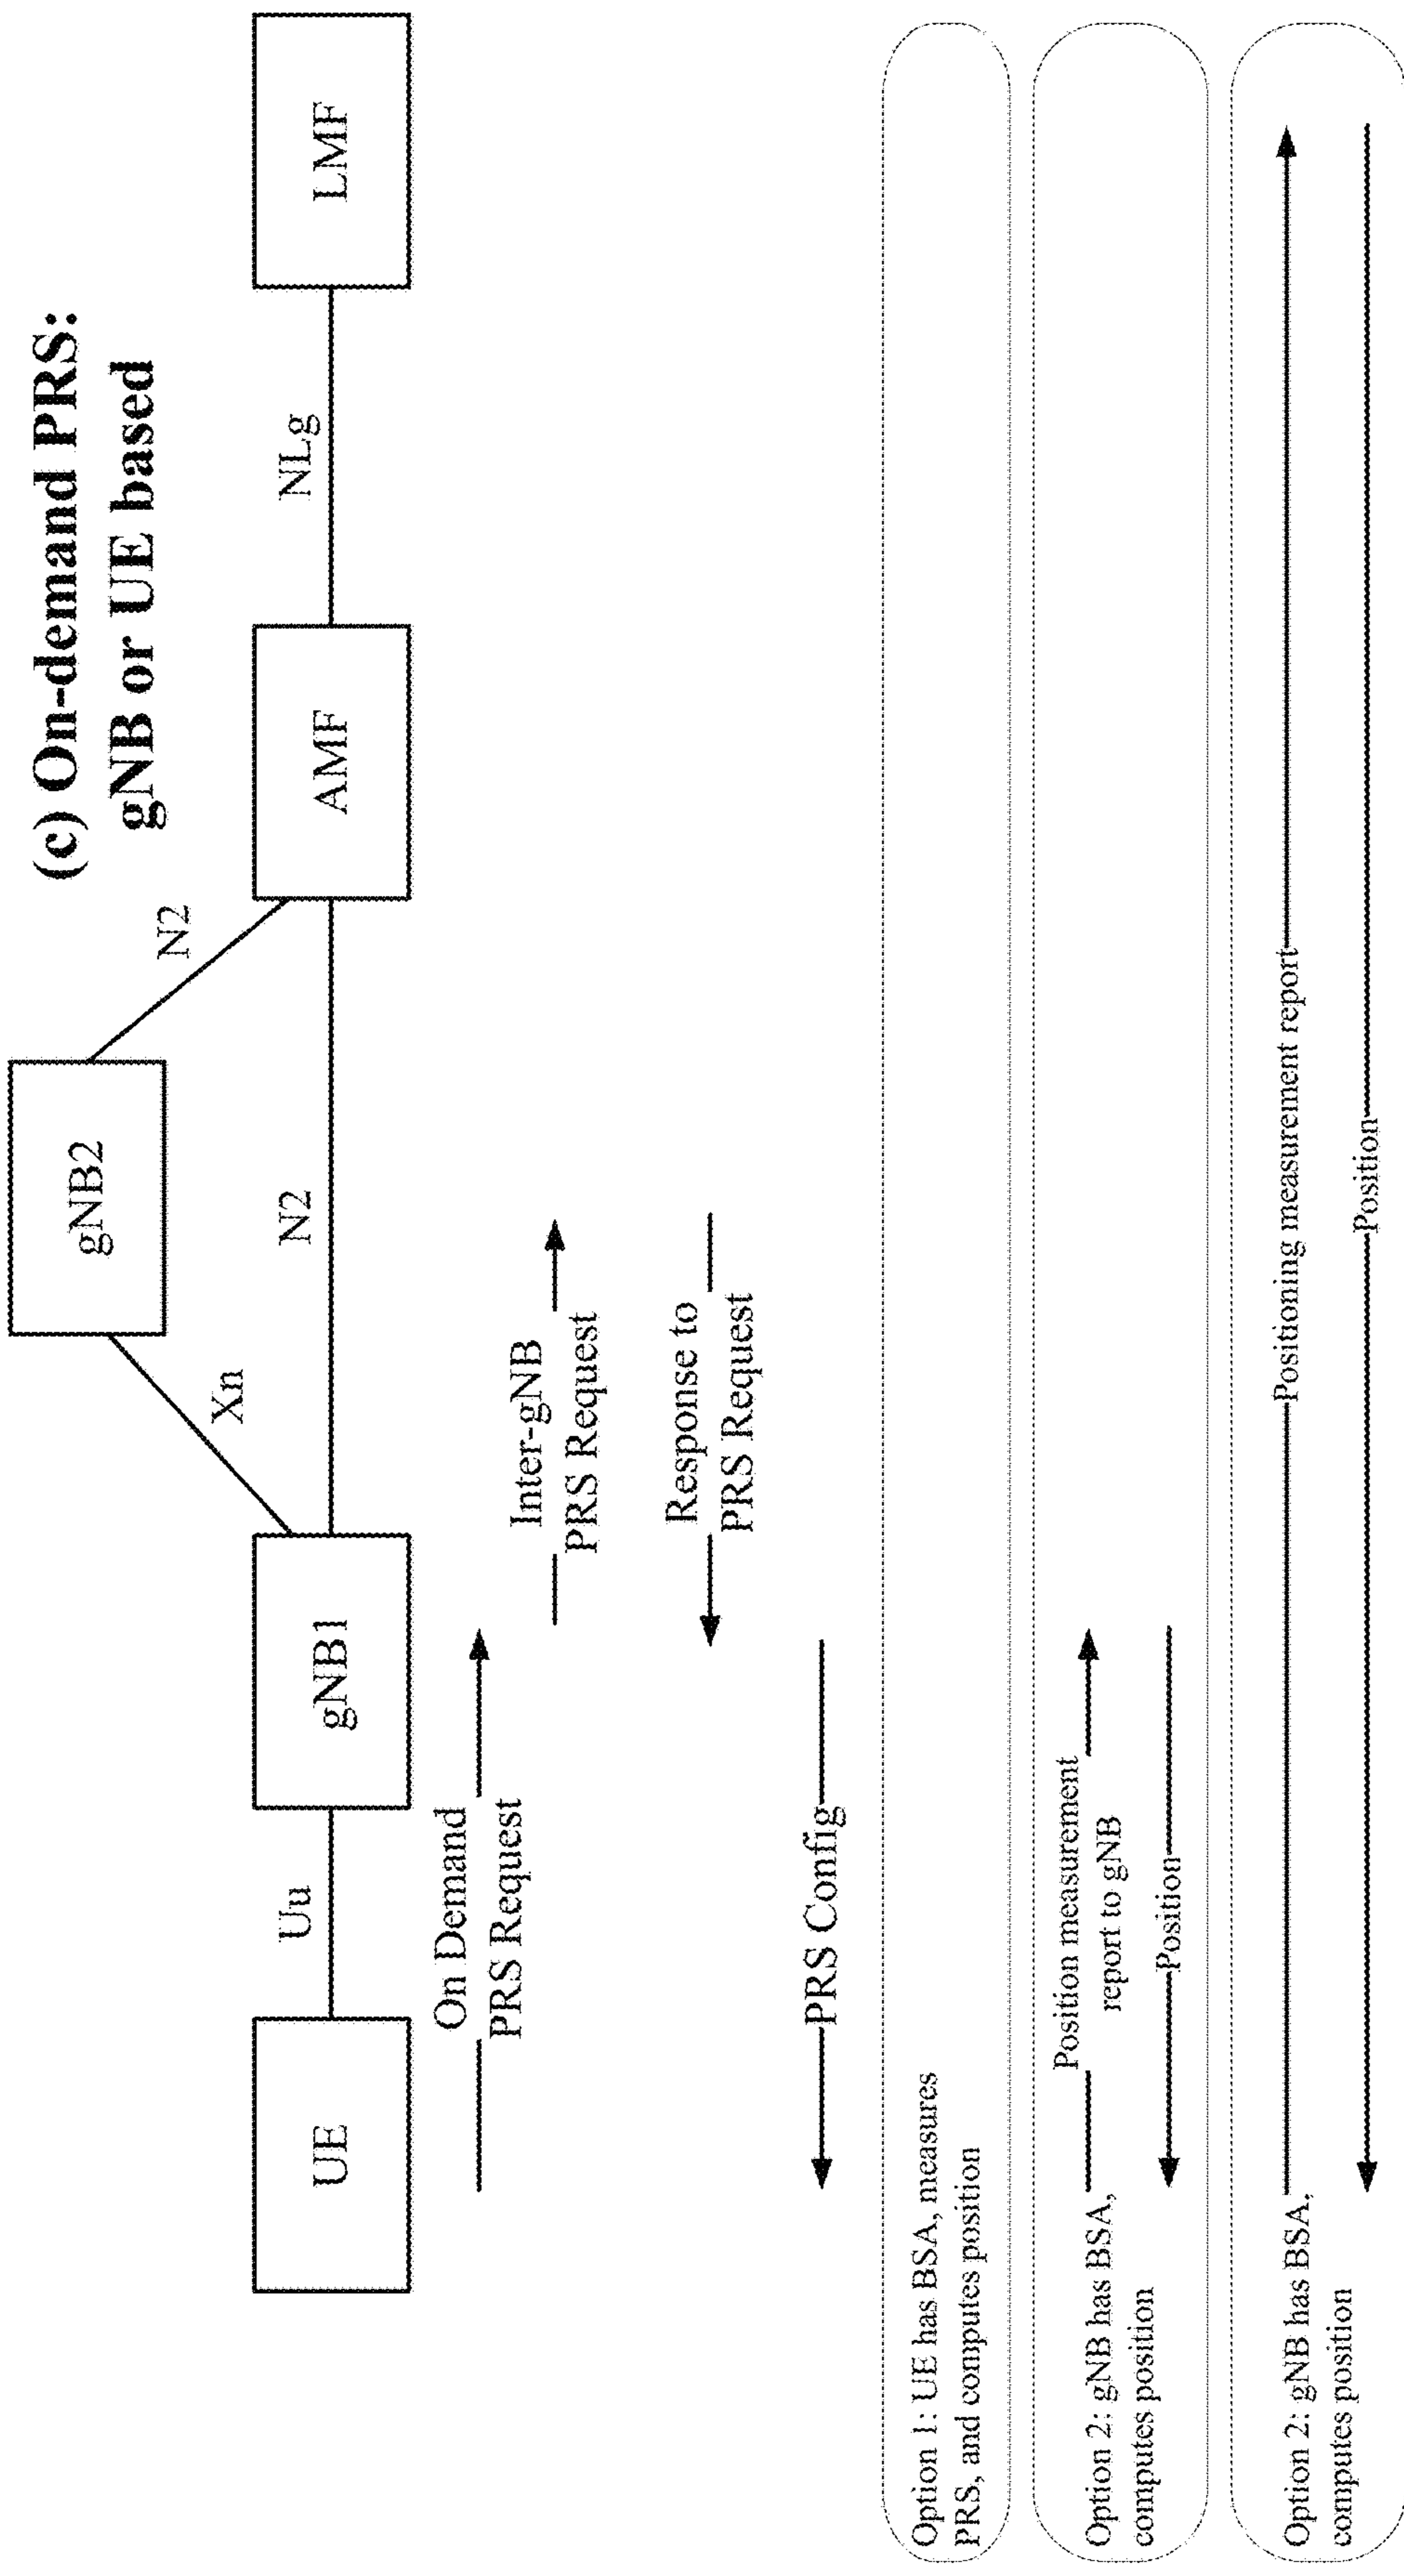 (c) On-demand PRS:
gNB or UE based
gNB2
Xn
N2
UE
Uu
gNB1
N2
AMF
NLg
LMF
On Demand
PRS Request
Inter-gNB
PRS Request
Response to
PRS Request
PRS Config
Option 1: UE has BSA, measures
PRS, and computes position
Option 2: gNB has BSA,
computes position
Position measurement
report to gNB
Position
Option 2: gNB has BSA,
computes position
Positioning measurement report
Position